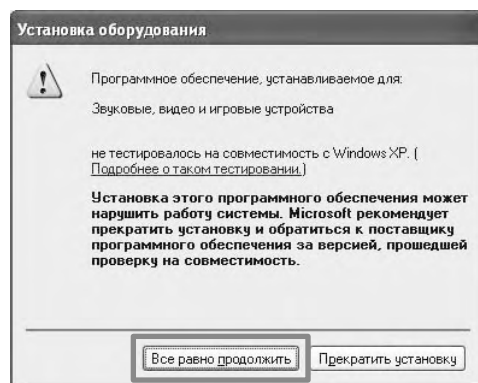 Установка оборудования
Программное обеспечение, устанавливаемое для:
Звуковые, видео и игровые устройства
не тестировалось на совместимость с Windows XP. (
Подробнее о таком тестировании.)
Установка этого программного обеспечения может
нарушить работу системы. Microsoft рекомендует
прекратить установку и обратиться к поставщику
программного обеспечения за версией, прошедшей
проверку на совместимость.
Все равно продолжить
Прекратить установку